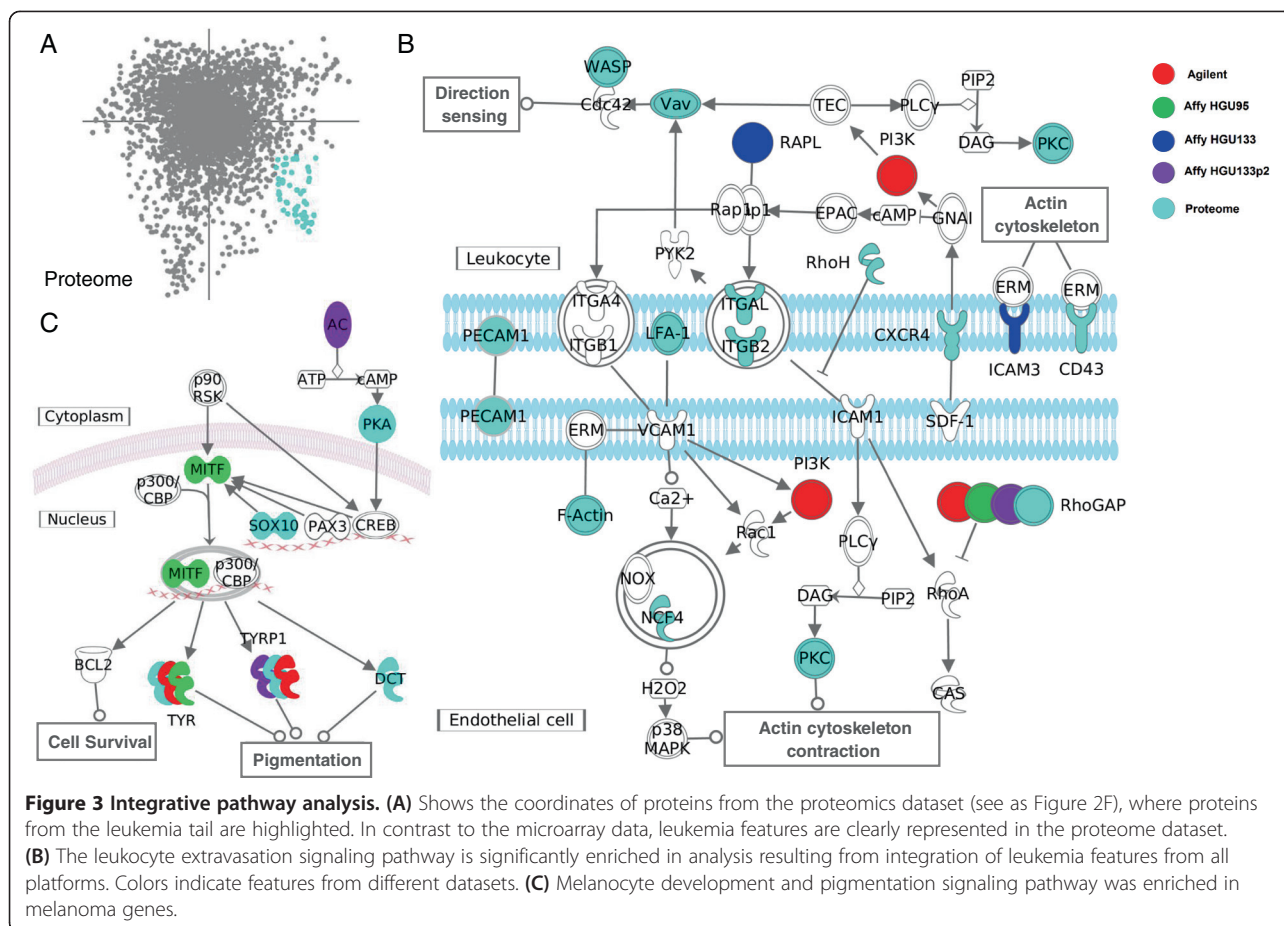 A
Proteome
B
WASP
Direction
sensing
Cdc42
Vav
TEC
PLCγ
PIP2
DAG
PKC
PI3K
RAPL
Rap1
p1
EPAC
cAMP
GNAI
Actin
cytoskeleton
Leukocyte
PYK2
RhoH
ERM
ERM
ITGA4
ITGB1
LFA-1
ITGAL
ITGB2
PECAM1
CXCR4
ICAM3
CD43
PECAM1
ERM
VCAM1
ICAM1
SDF-1
F-Actin
Ca2+
PI3K
Rac1
RhoGAP
NOX
NCF4
PLCγ
DAG
PIP2
RhoA
PKC
CAS
H2O2
p38
MAPK
Endothelial cell
Actin cytoskeleton
contraction
Agilent
Affy HGU95
Affy HGU133
Affy HGU133p2
Proteome
C
AC
ATP
cAMP
p90
RSK
Cytoplasm
PKA
MITF
p300/
CBP
Nucleus
SOX10
PAX3
CREB
MITF
p300/
CBP
BCL2
TYR
TYRP1
DCT
Cell Survival
Pigmentation
Figure 3 Integrative pathway analysis. (A) Shows the coordinates of proteins from the proteomics dataset (see as Figure 2F), where proteins
from the leukemia tail are highlighted. In contrast to the microarray data, leukemia features are clearly represented in the proteome dataset.
(B) The leukocyte extravasation signaling pathway is significantly enriched in analysis resulting from integration of leukemia features from all
platforms. Colors indicate features from different datasets. (C) Melanocyte development and pigmentation signaling pathway was enriched in
melanoma genes.